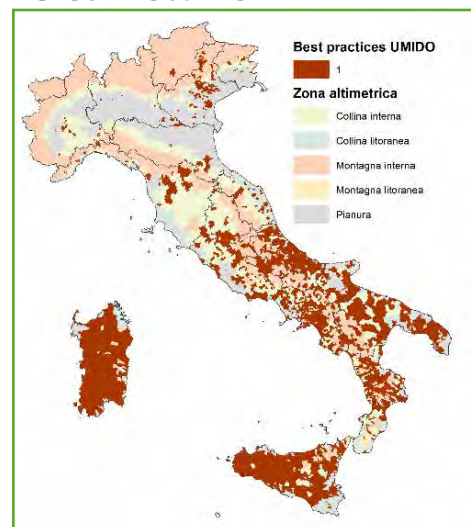 Best practices UMIDO
1
Zona altimetrica
Collina interna
Collina litoranea
Montagna interna
Montagna litoranea
Pianura